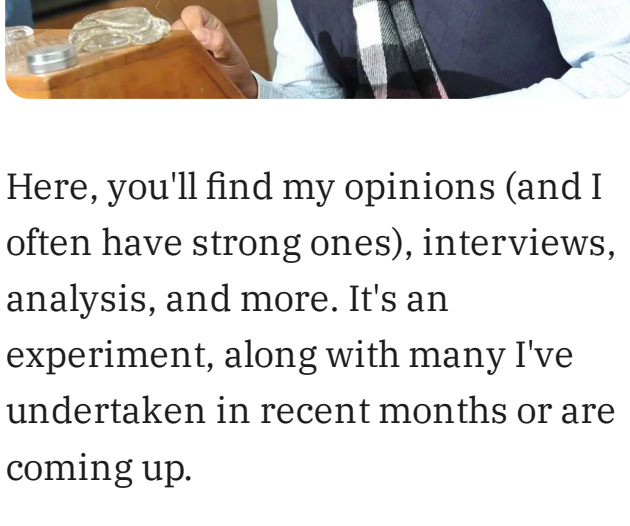 Here, you'll find my opinions (and I
often have strong ones), interviews,
analysis, and more. It's an
experiment, along with many I've
undertaken in recent months or are
coming up.